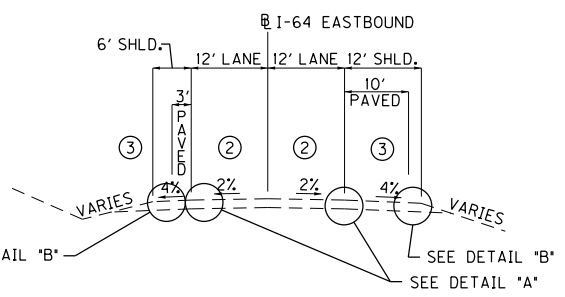 ℄ I-64 EASTBOUND
6' SHLD.
12' LANE 12' LANE 12' SHLD.
3' PAVED
10' PAVED
3 2 2 3
4% 2% 2% 4%
VARIES VARIES
AIL "B"
SEE DETAIL "B"
SEE DETAIL "A"